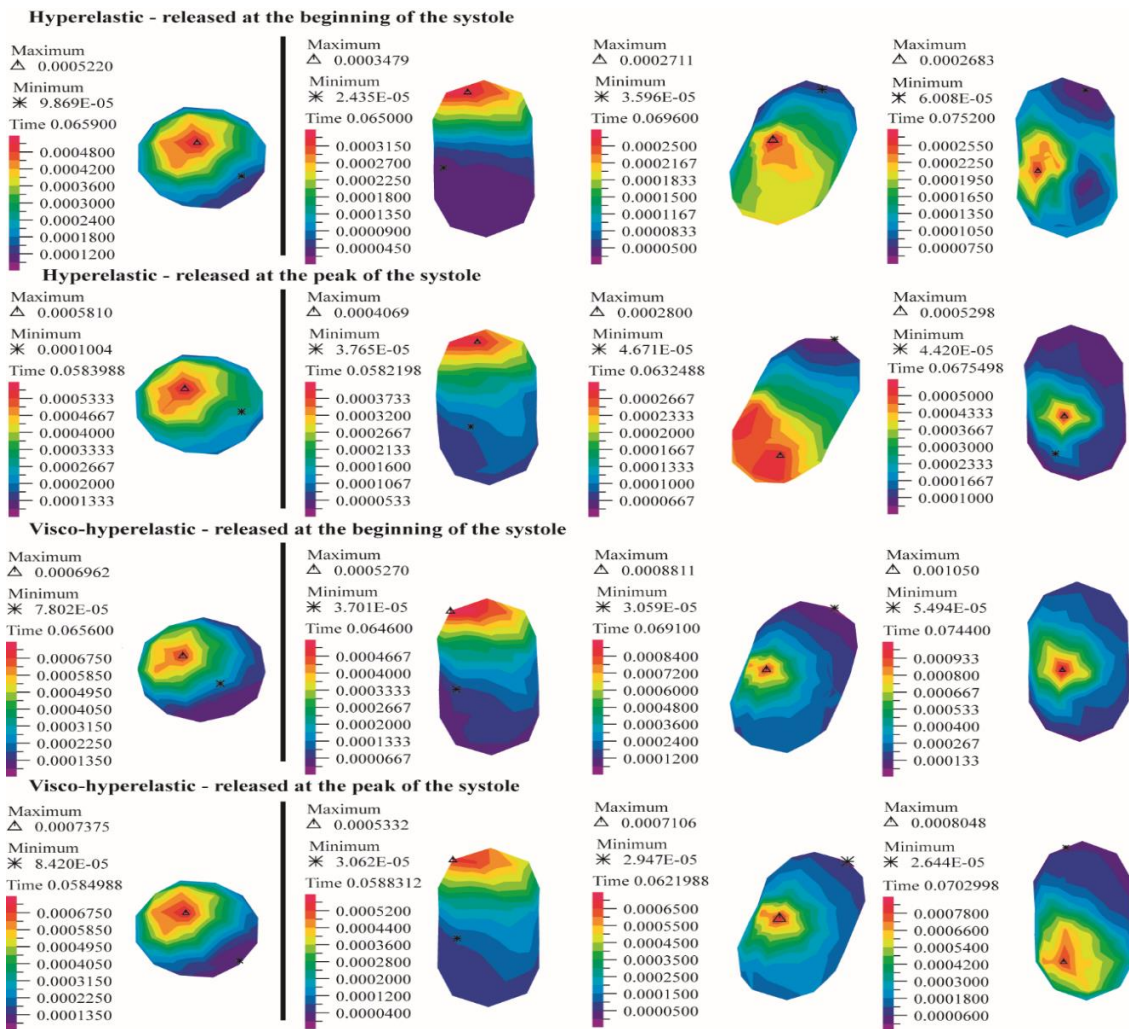 Hyperelastic - released at the beginning of the systole
Maximum
0.0005220
Minimum
9.869E-05
Time 0.065900
0.0004800
0.0004200
0.0003600
0.0003000
0.0002400
0.0001800
0.0001200
Maximum
0.0003479
Minimum
2.435E-05
Time 0.065000
0.0003150
0.0002700
0.0002250
0.0001800
0.0001350
0.0000900
0.0000450
Maximum
0.0002711
Minimum
3.596E-05
Time 0.069600
0.0002500
0.0002167
0.0001833
0.0001500
0.0001167
0.0000833
0.0000500
Maximum
0.0002683
Minimum
6.008E-05
Time 0.075200
0.0002550
0.0002250
0.0001950
0.0001650
0.0001350
0.0001050
0.0000750
Hyperelastic - released at the peak of the systole
Maximum
0.0005810
Minimum
0.0001004
Time 0.0583988
0.0005333
0.0004667
0.0004000
0.0003333
0.0002667
0.0002000
0.0001333
Maximum
0.0004069
Minimum
3.765E-05
Time 0.0582198
0.0003733
0.0003200
0.0002667
0.0002133
0.0001600
0.0001067
0.0000533
Maximum
0.0002800
Minimum
4.671E-05
Time 0.0632488
0.0002667
0.0002333
0.0002000
0.0001667
0.0001333
0.0001000
0.0000667
Maximum
0.0005298
Minimum
4.420E-05
Time 0.0675498
0.0005000
0.0004333
0.0003667
0.0003000
0.0002333
0.0001667
0.0001000
Visco-hyperelastic - released at the beginning of the systole
Maximum
0.0006962
Minimum
7.802E-05
Time 0.065600
0.0006750
0.0005850
0.0004950
0.0004050
0.0003150
0.0002250
0.0001350
Maximum
0.0005270
Minimum
3.701E-05
Time 0.064600
0.0004667
0.0004000
0.0003333
0.0002667
0.0002000
0.0001333
0.0000667
Maximum
0.0008811
Minimum
3.059E-05
Time 0.069100
0.0008400
0.0007200
0.0006000
0.0004800
0.0003600
0.0002400
0.0001200
Maximum
0.001050
Minimum
5.494E-05
Time 0.074400
0.000933
0.000800
0.000667
0.000533
0.000400
0.000267
0.000133
Visco-hyperelastic - released at the peak of the systole
Maximum
0.0007375
Minimum
8.420E-05
Time 0.0584988
0.0006750
0.0005850
0.0004950
0.0004050
0.0003150
0.0002250
0.0001350
Maximum
0.0005332
Minimum
3.062E-05
Time 0.0588312
0.0005200
0.0004400
0.0003600
0.0002800
0.0002000
0.0001200
0.0000400
Maximum
0.0007106
Minimum
2.947E-05
Time 0.0621988
0.0006500
0.0005500
0.0004500
0.0003500
0.0002500
0.0001500
0.0000500
Maximum
0.0008048
Minimum
2.644E-05
Time 0.0702998
0.0007800
0.0006600
0.0005400
0.0004200
0.0003000
0.0001800
0.0000600